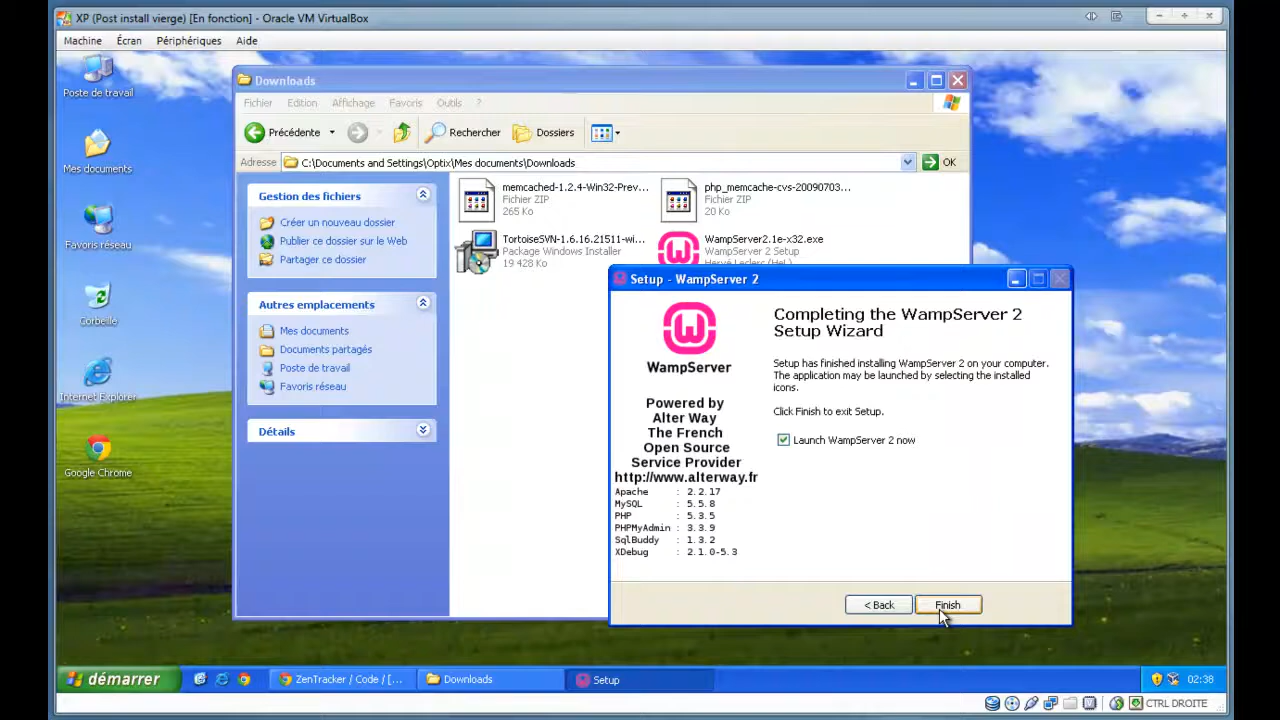 XP (Post install vierge) [En fonction] - Oracle VM VirtualBox
Machine Écran Périphériques Aide
Poste de travail
Mes documents
Favoris réseau
Corbeille
Internet Explorer
Google Chrome
Downloads
Fichier Edition Affichage Favoris Outils ?
Précédente Rechercher Dossiers
Adresse C:\Documents and Settings\Optix\Mes documents\Downloads OK
Gestion des fichiers
Créer un nouveau dossier
Publier ce dossier sur le Web
Partager ce dossier
Autres emplacements
Mes documents
Documents partagés
Poste de travail
Favoris réseau
Détails
memcached-1.2.4-Win32-Prev...
Fichier ZIP
265 Ko
php_memcache-cvs-20090703...
Fichier ZIP
20 Ko
TortoiseSVN-1.6.16.21511-wi...
Package Windows Installer
19 428 Ko
WampServer2.1e-x32.exe
WampServer 2 Setup
Hervé Leclerc (HeL)
Setup - WampServer 2
WampServer
Powered by
Alter Way
The French
Open Source
Service Provider
http://www.alterway.fr
Apache : 2.2.17
MySQL : 5.5.8
PHP : 5.3.5
PHPMyAdmin : 3.3.9
SqlBuddy : 1.3.2
XDebug : 2.1.0-5.3
Completing the WampServer 2
Setup Wizard
Setup has finished installing WampServer 2 on your computer.
The application may be launched by selecting the installed
icons.
Click Finish to exit Setup.
Launch WampServer 2 now
< Back Finish
démarrer ZenTracker / Code / [... Downloads Setup 02:38
CTRL DROITE